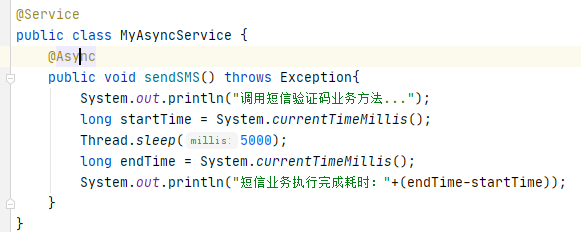 @Service
public class MyAsyncService {
    @Async
    public void sendSMS() throws Exception{
        System.out.println("调用短信验证码业务方法...");
        long startTime = System.currentTimeMillis();
        Thread.sleep( millis: 5000);
        long endTime = System.currentTimeMillis();
        System.out.println("短信业务执行完成耗时："+(endTime-startTime));
    }
}